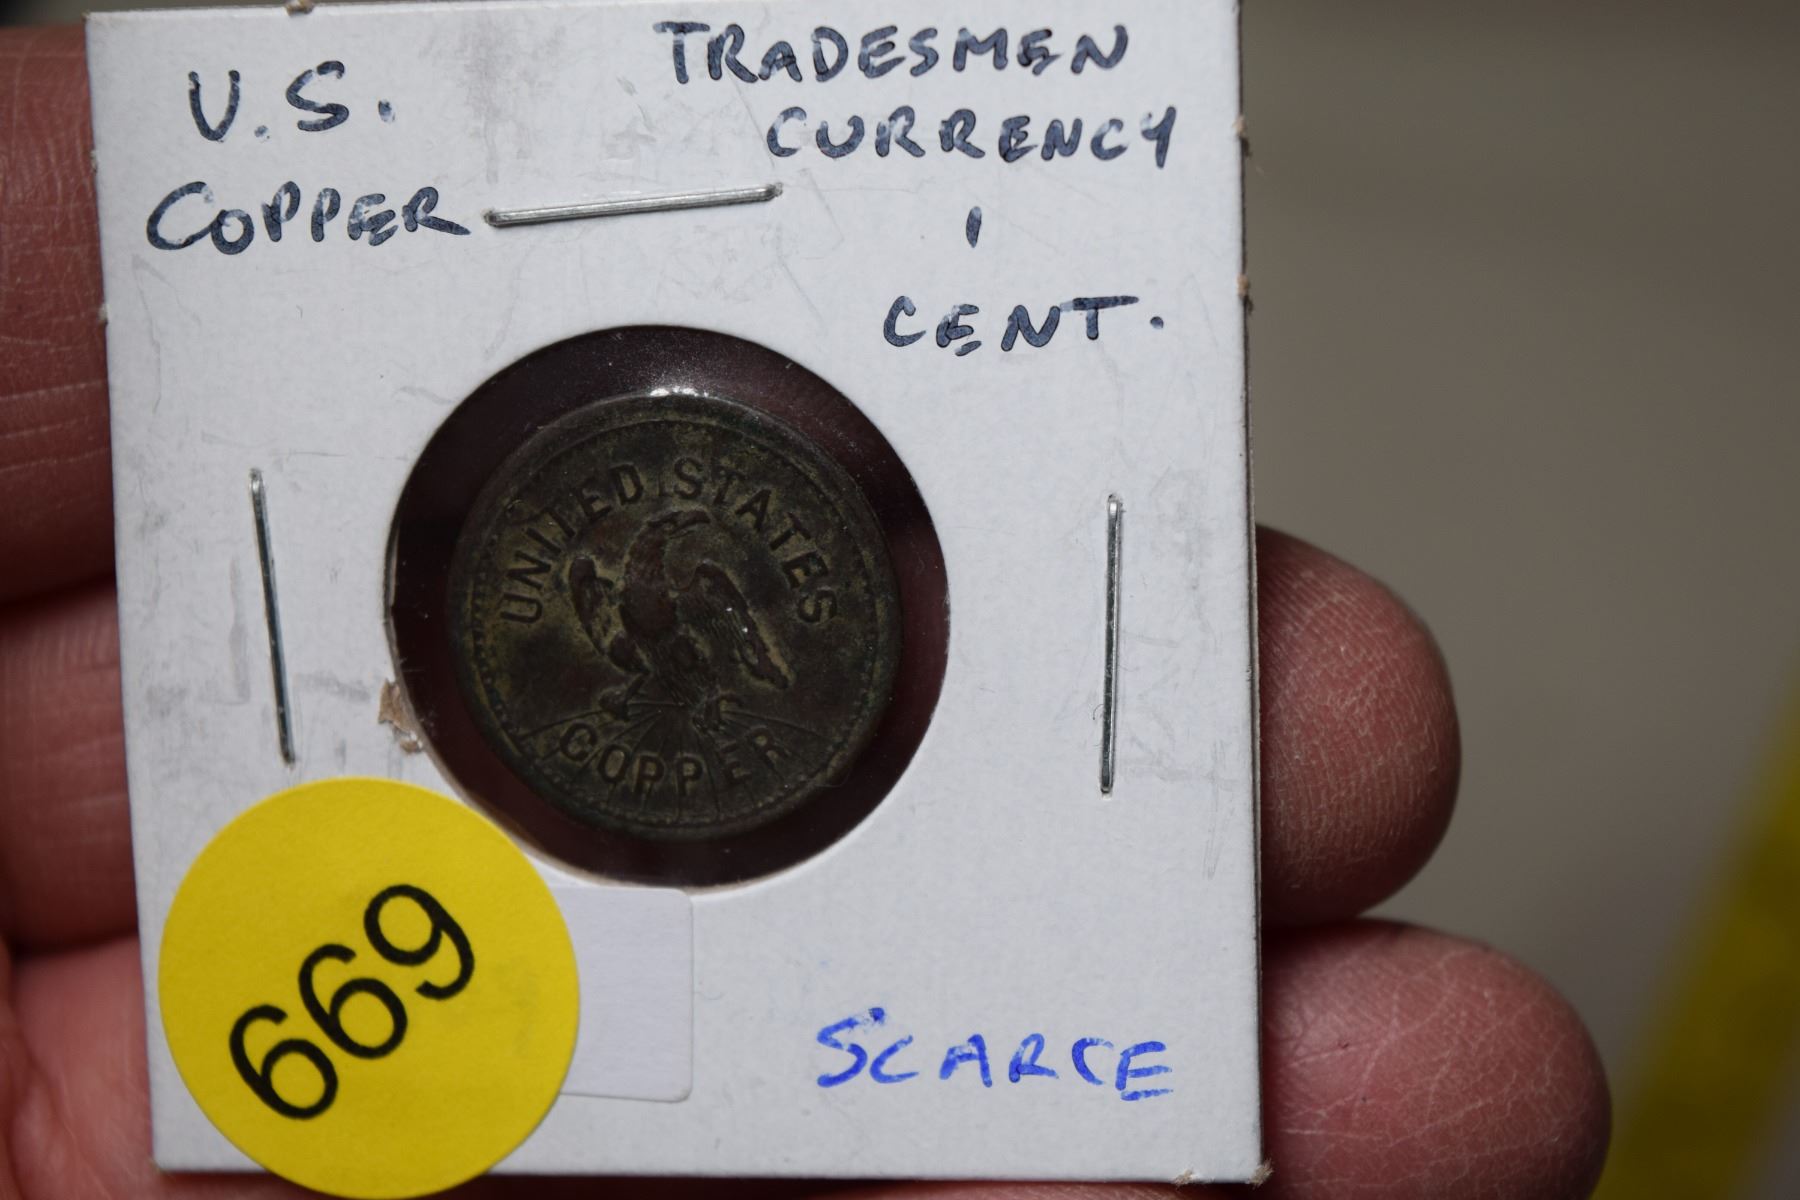 U.S.
COPPER
TRADESMEN
CURRENCY
1
CENT.
UNITED STATES
COPPER
669
SCARCE